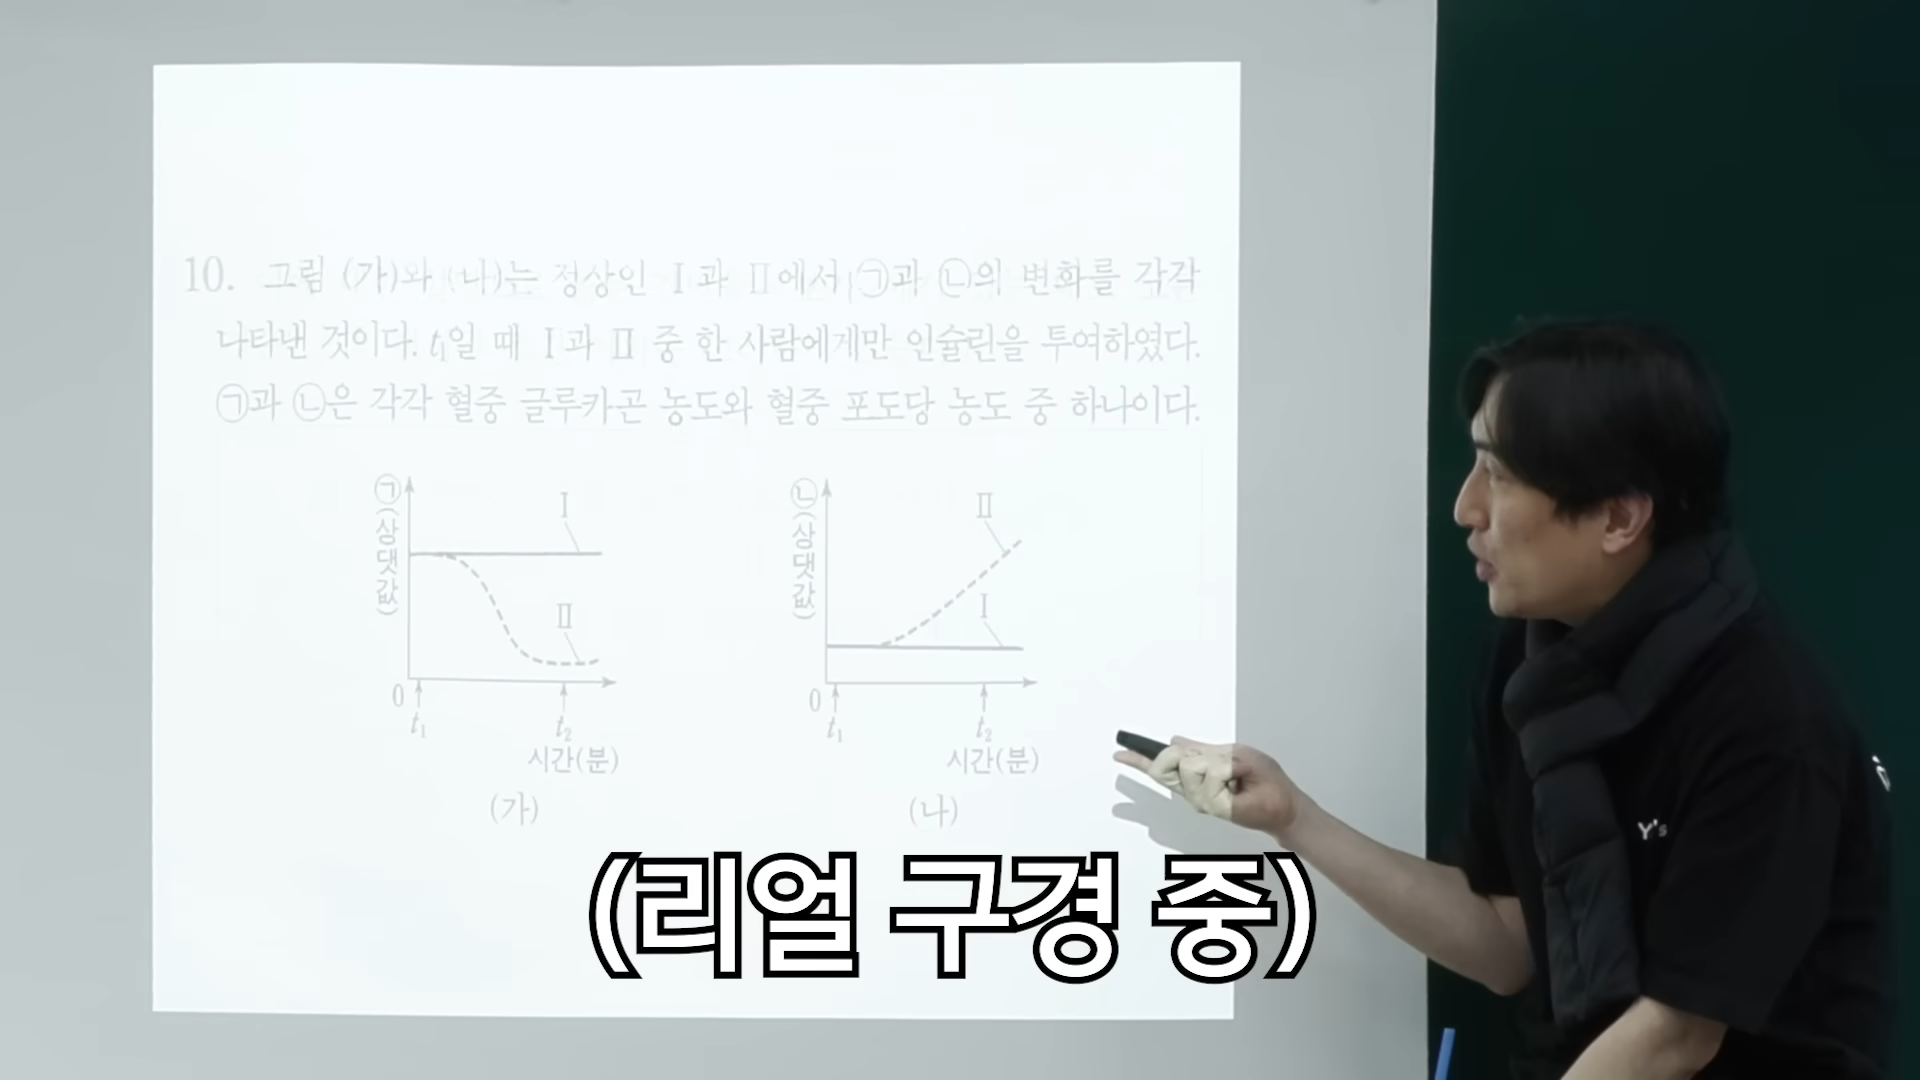 10. 그림 (가)와 (나)는 정상인 Ⅰ과 Ⅱ에서 ㉠과 ㉡의 변화를 각각
나타낸 것이다. t₁일 때 Ⅰ과 Ⅱ 중 한 사람에게만 인슐린을 투여하였다.
㉠과 ㉡은 각각 혈중 글루카곤 농도와 혈중 포도당 농도 중 하나이다.
㉠(상댓값)
Ⅰ
Ⅱ
0
t₁
t₂
시간(분)
(가)
㉡(상댓값)
Ⅱ
Ⅰ
0
t₁
t₂
시간(분)
(나)
Y's
(리얼 구경 중)